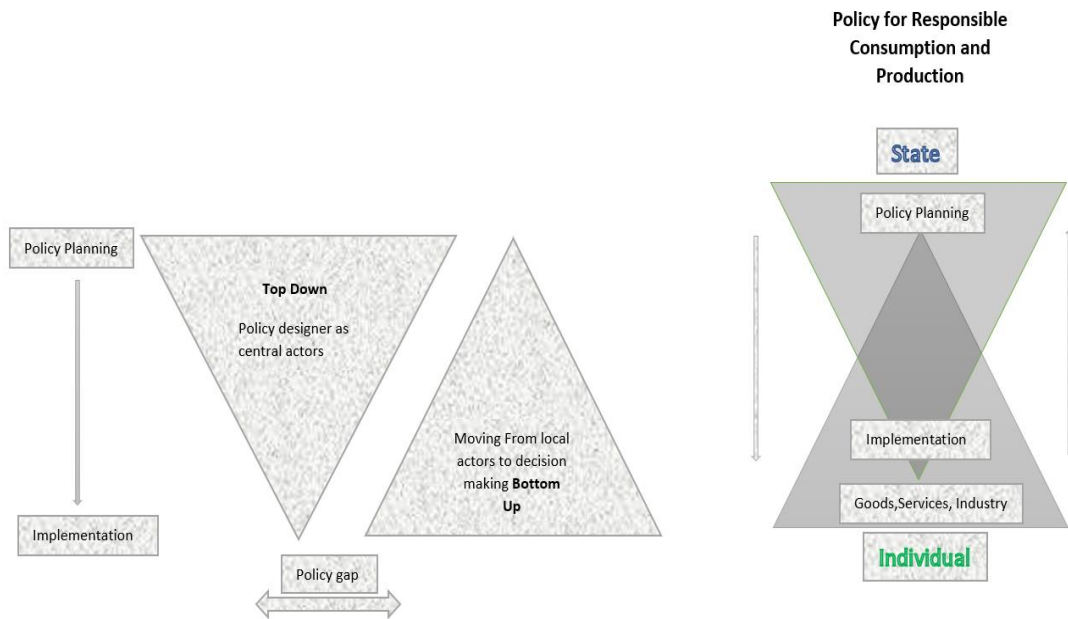 Policy for Responsible
Consumption and
Production
State
Policy Planning
Policy Planning
Top Down
Policy designer as
central actors
Moving From local
actors to decision
making Bottom
Up
Implementation
Implementation
Goods,Services, Industry
Individual
Policy gap